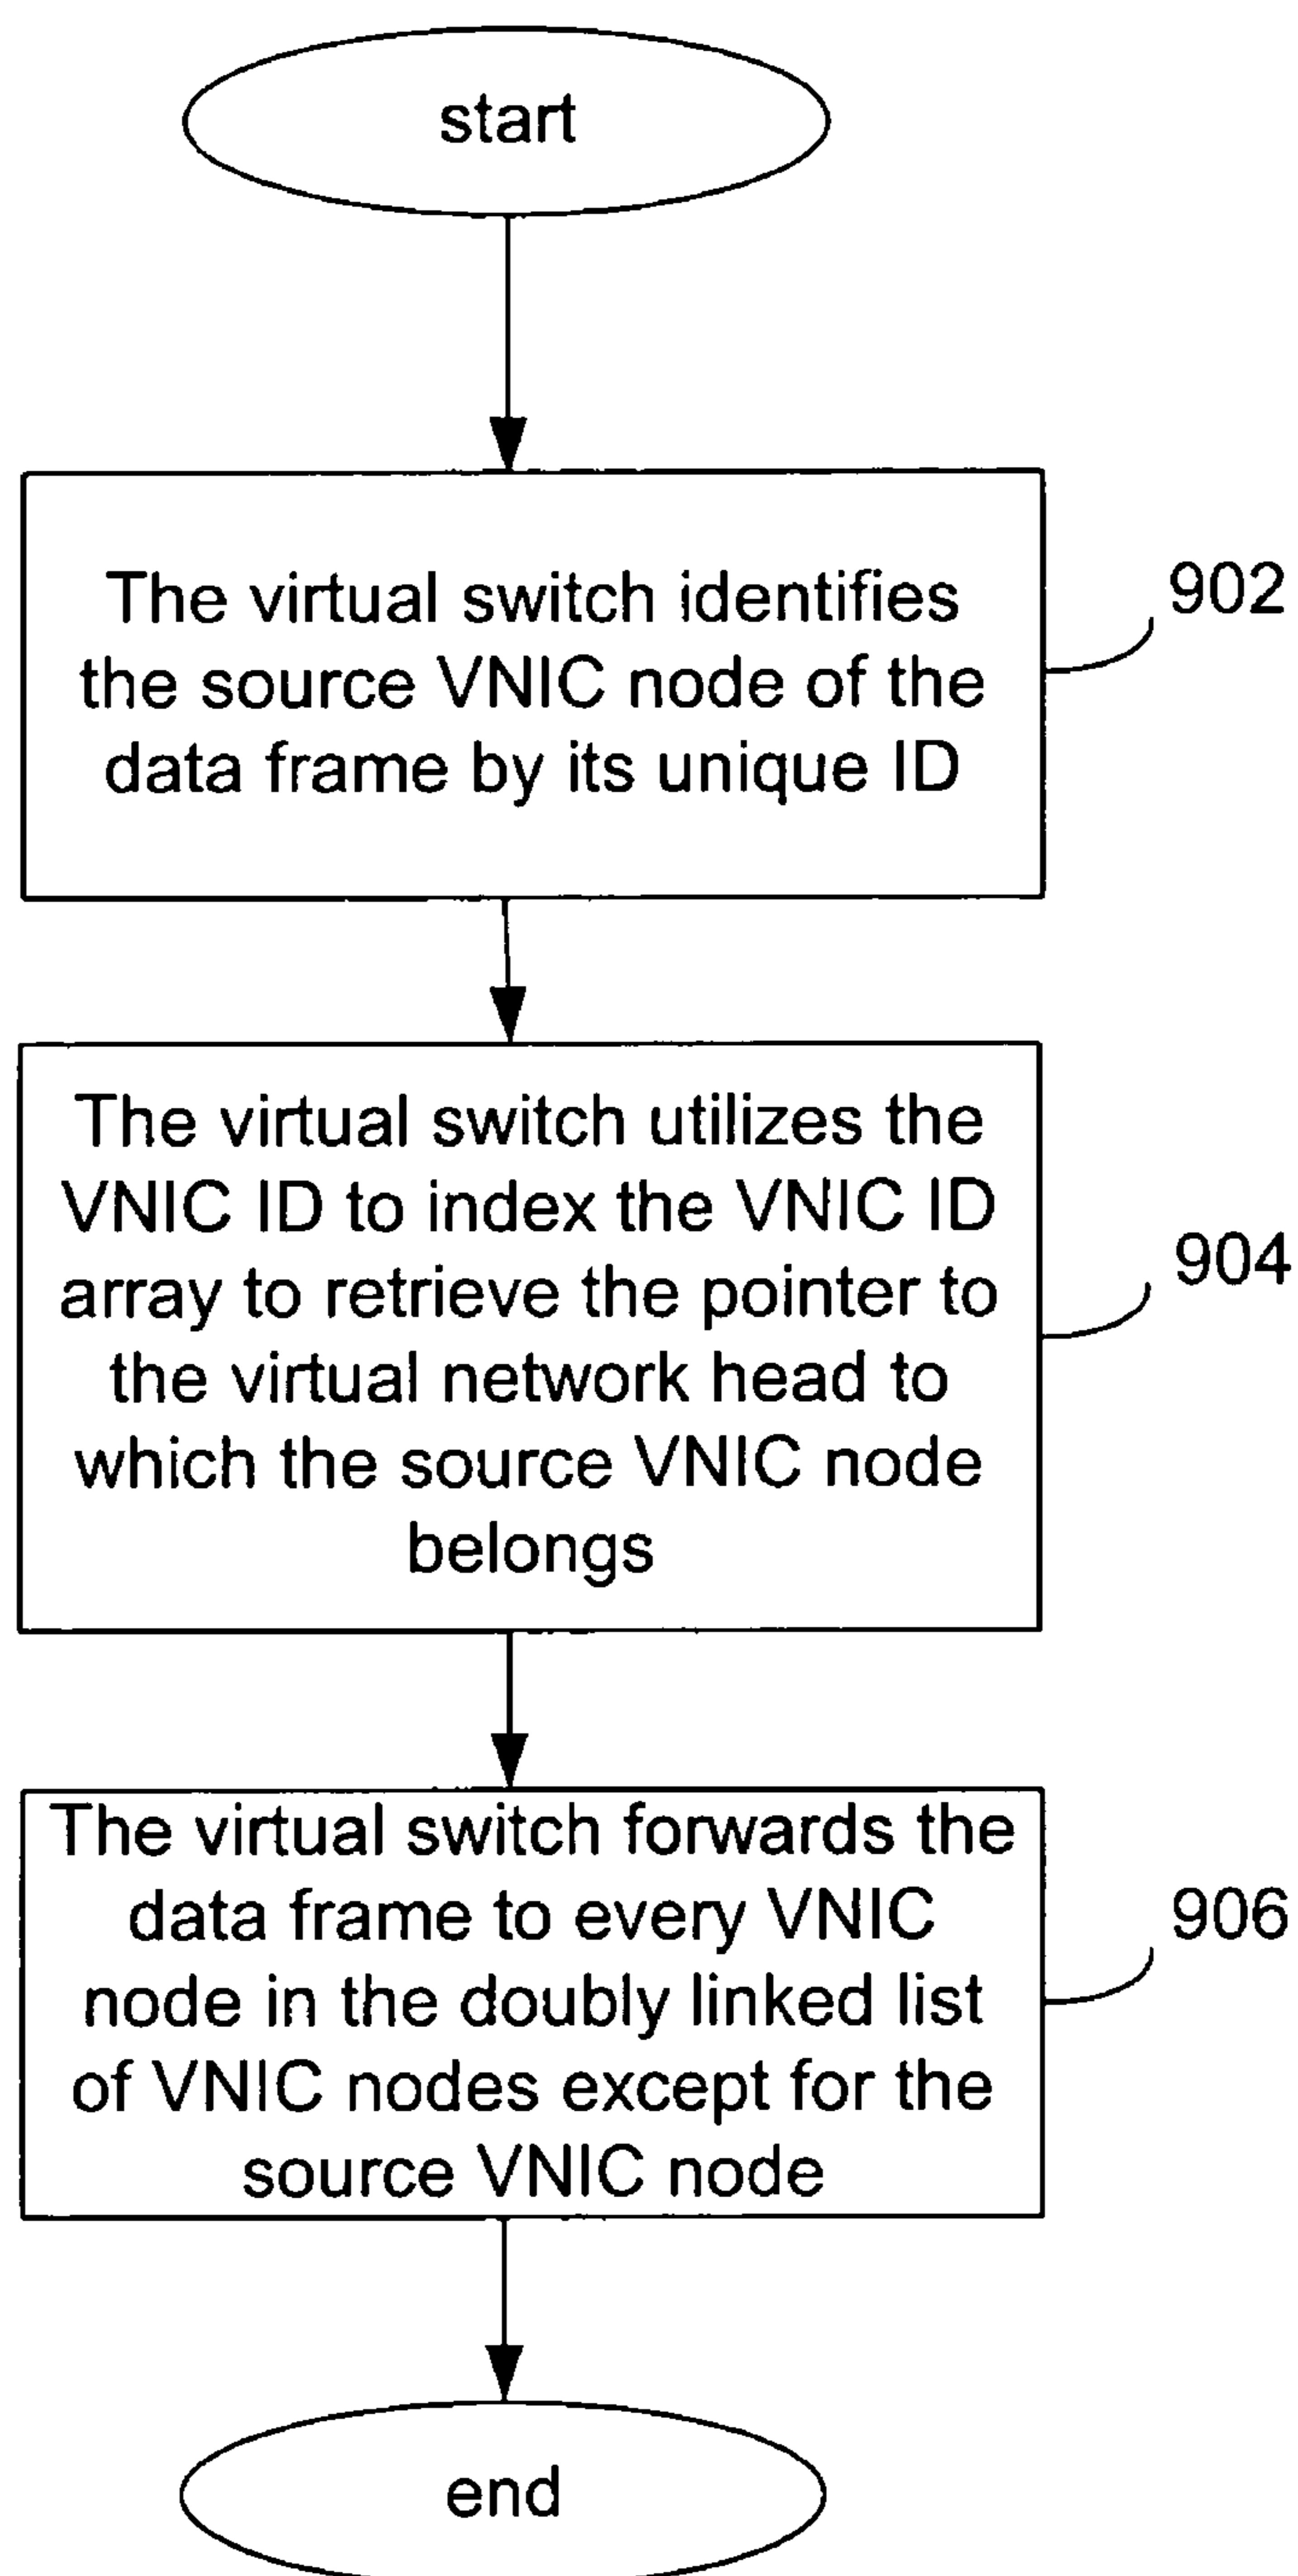 start
The virtual switch identifies
the source VNIC node of the
data frame by its unique ID
902
The virtual switch utilizes the
VNIC ID to index the VNIC ID
array to retrieve the pointer to
the virtual network head to
which the source VNIC node
belongs
904
The virtual switch forwards the
data frame to every VNIC
node in the doubly linked list
of VNIC nodes except for the
source VNIC node
906
end